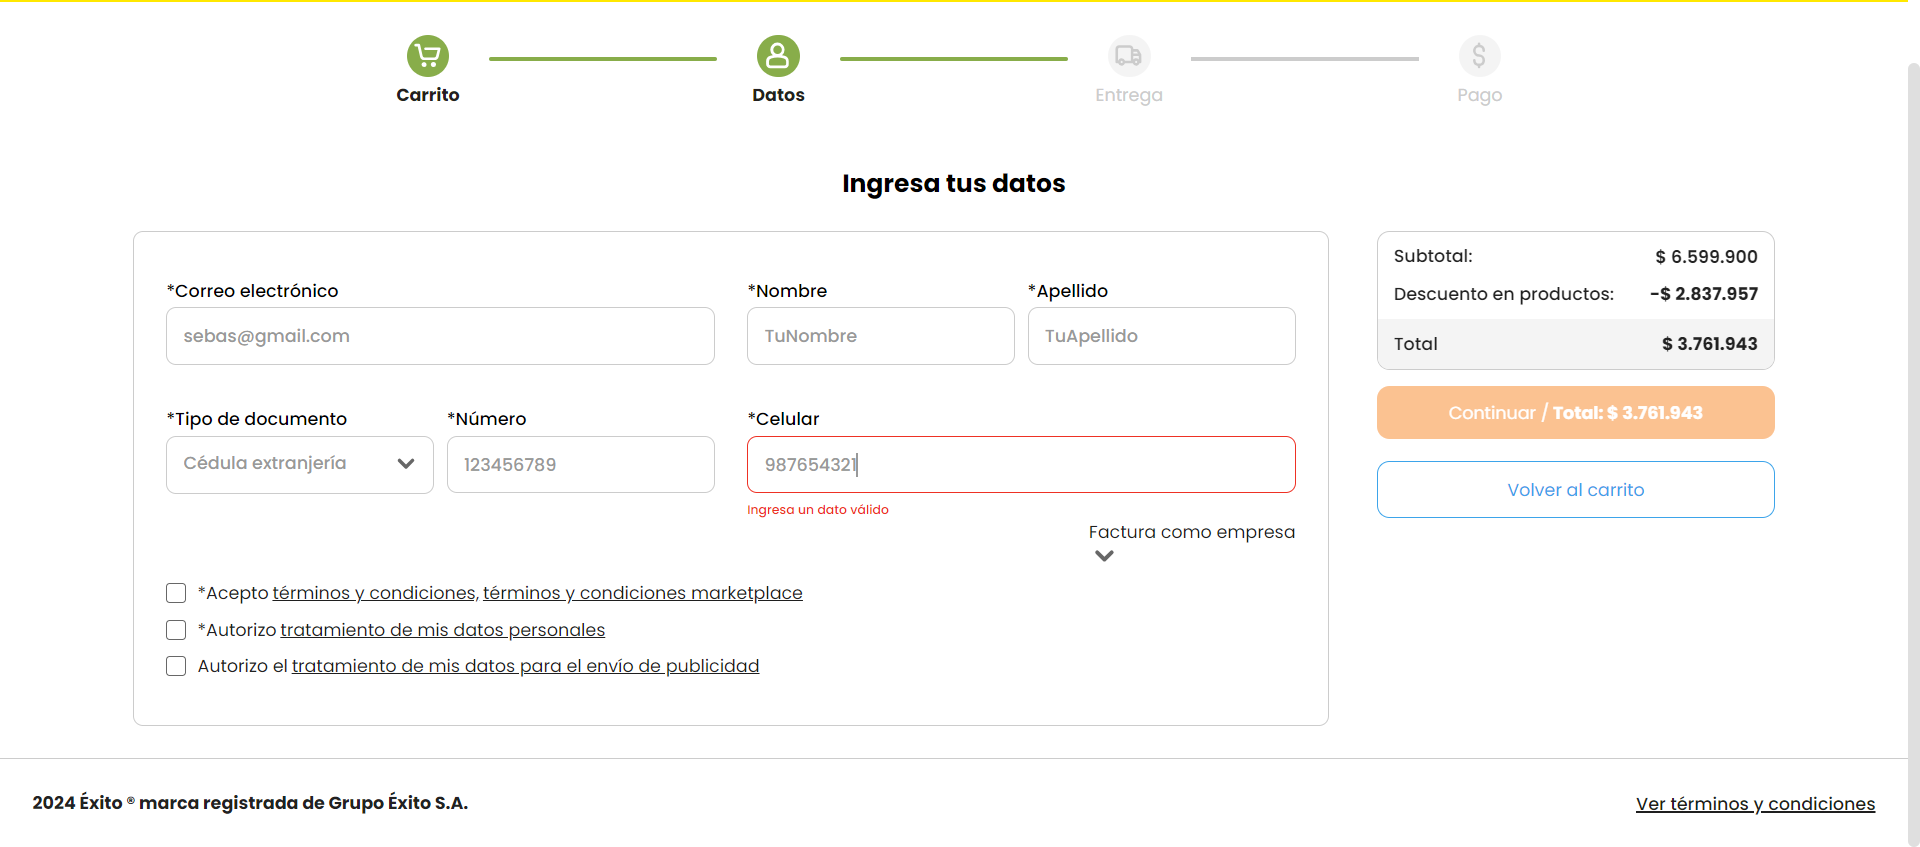 Carrito
Datos
Entrega
Pago
Ingresa tus datos
*Correo electrónico
sebas@gmail.com
*Nombre
TuNombre
*Apellido
TuApellido
*Tipo de documento
Cédula extranjería
*Número
123456789
*Celular
987654321
Ingresa un dato válido
Factura como empresa
*Acepto términos y condiciones, términos y condiciones marketplace
*Autorizo tratamiento de mis datos personales
Autorizo el tratamiento de mis datos para el envío de publicidad
Subtotal: $ 6.599.900
Descuento en productos: -$ 2.837.957
Total $ 3.761.943
Continuar / Total: $ 3.761.943
Volver al carrito
2024 Éxito ® marca registrada de Grupo Éxito S.A.
Ver términos y condiciones